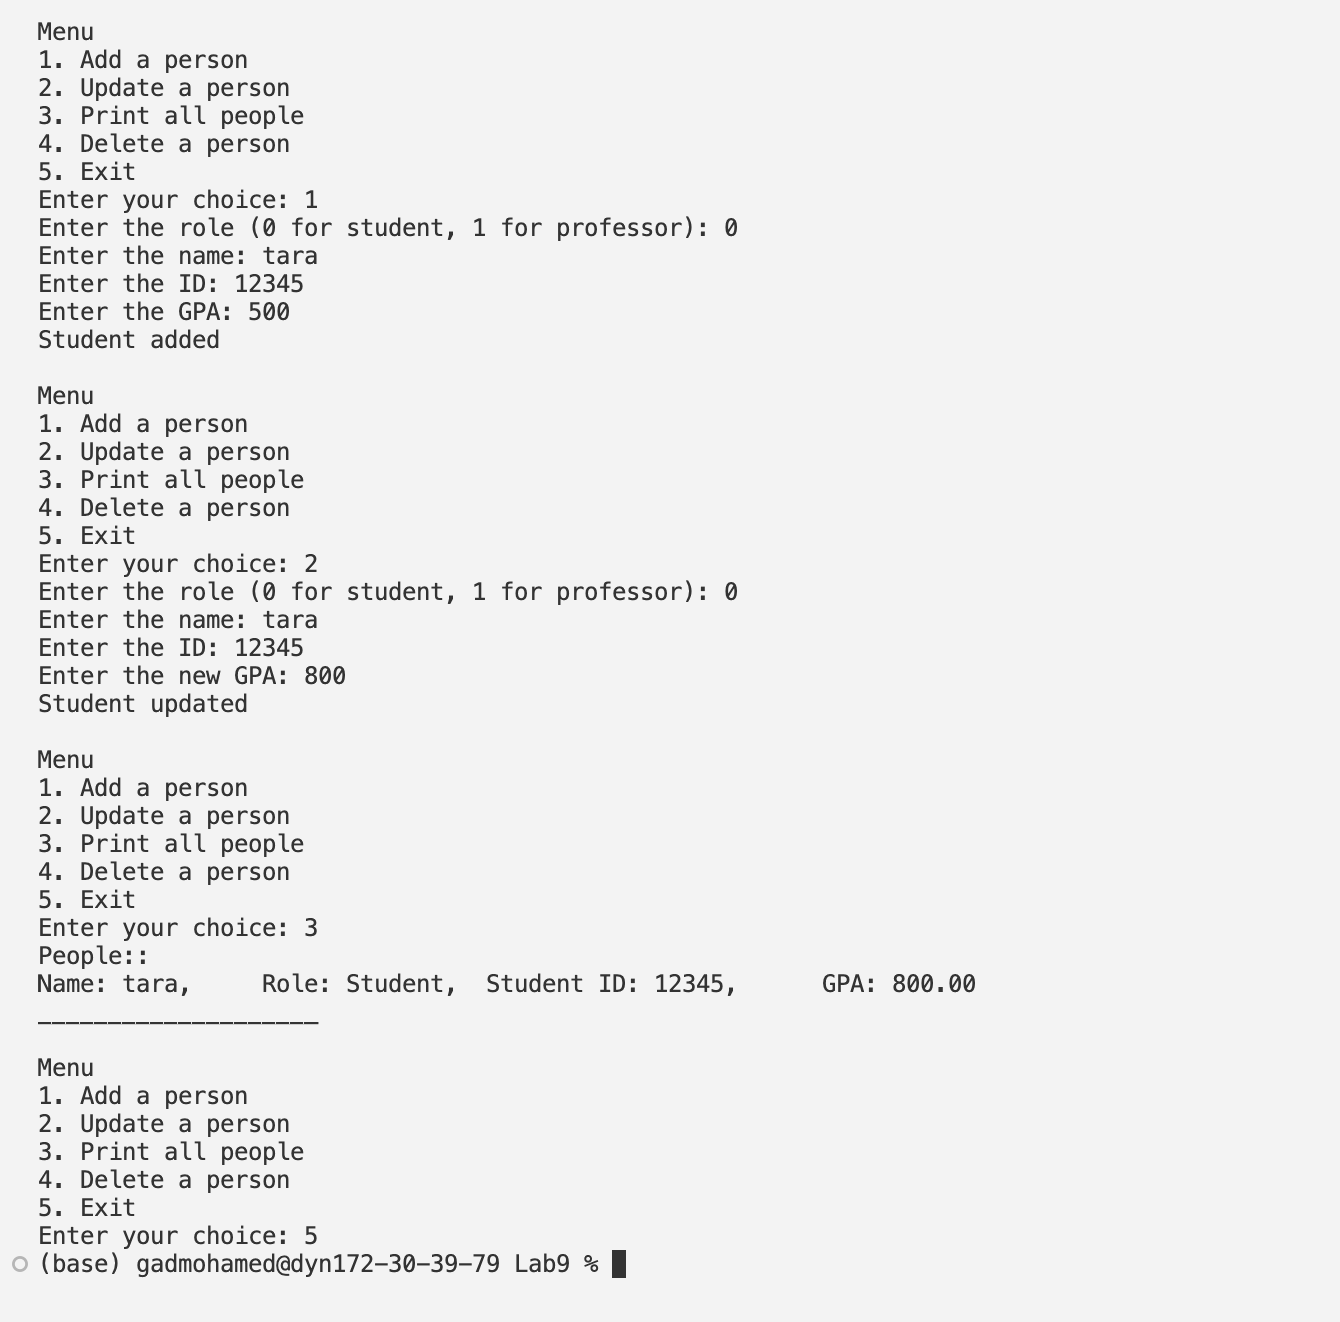 Menu
1. Add a person
2. Update a person
3. Print all people
4. Delete a person
5. Exit
Enter your choice: 1
Enter the role (0 for student, 1 for professor): 0
Enter the name: tara
Enter the ID: 12345
Enter the GPA: 500
Student added

Menu
1. Add a person
2. Update a person
3. Print all people
4. Delete a person
5. Exit
Enter your choice: 2
Enter the role (0 for student, 1 for professor): 0
Enter the name: tara
Enter the ID: 12345
Enter the new GPA: 800
Student updated

Menu
1. Add a person
2. Update a person
3. Print all people
4. Delete a person
5. Exit
Enter your choice: 3
People::
Name: tara,     Role: Student,  Student ID: 12345,      GPA: 800.00
____________________

Menu
1. Add a person
2. Update a person
3. Print all people
4. Delete a person
5. Exit
Enter your choice: 5
(base) gadmohamed@dyn172-30-39-79 Lab9 %